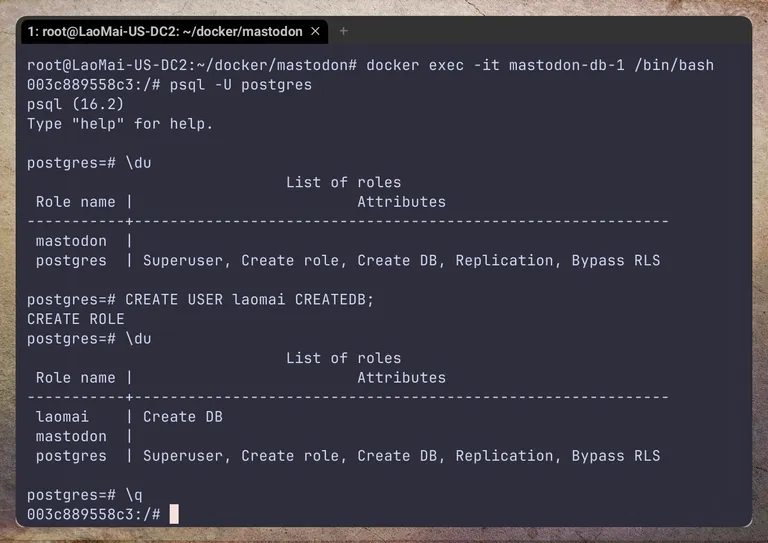 1: root@LaoMai-US-DC2: ~/docker/mastodon × +
root@LaoMai-US-DC2:~/docker/mastodon# docker exec -it mastodon-db-1 /bin/bash
003c889558c3:/# psql -U postgres
psql (16.2)
Type "help" for help.

postgres=# \du
                                List of roles
 Role name |                         Attributes
-----------+------------------------------------------------------------
 mastodon  |
 postgres  | Superuser, Create role, Create DB, Replication, Bypass RLS

postgres=# CREATE USER laomai CREATEDB;
CREATE ROLE
postgres=# \du
                                List of roles
 Role name |                         Attributes
-----------+------------------------------------------------------------
 laomai    | Create DB
 mastodon  |
 postgres  | Superuser, Create role, Create DB, Replication, Bypass RLS

postgres=# \q
003c889558c3:/#